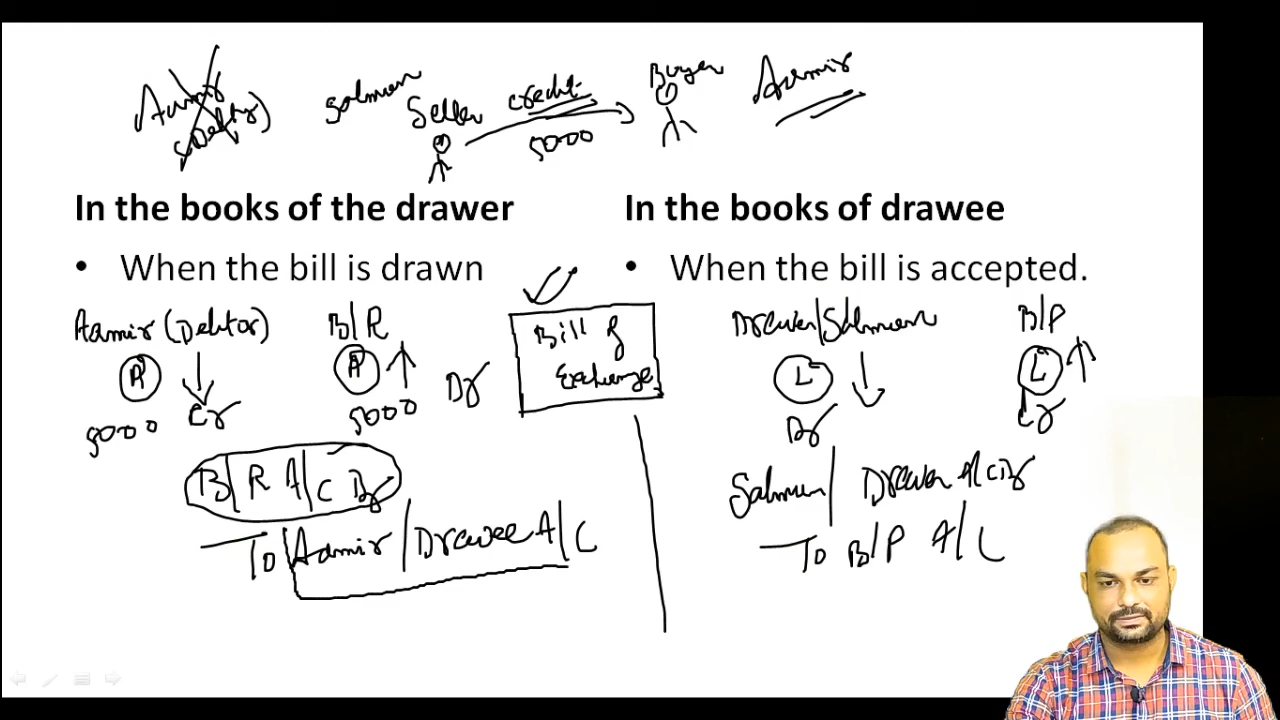 Aamir
(Debtor)
Salman
Seller
credit
5000
Buyer
Aamir
In the books of the drawer
• When the bill is drawn
Aamir (Debtor)
A
5000
Cr
B/R
A
5000
Dr
Bill of
Exchange
B/R A/C Dr
To Aamir/Drawee A/C
In the books of drawee
• When the bill is accepted.
Drawer/Salman
L
Dr
B/P
L
Cr
Salman/Drawer A/C Dr
To B/P A/C